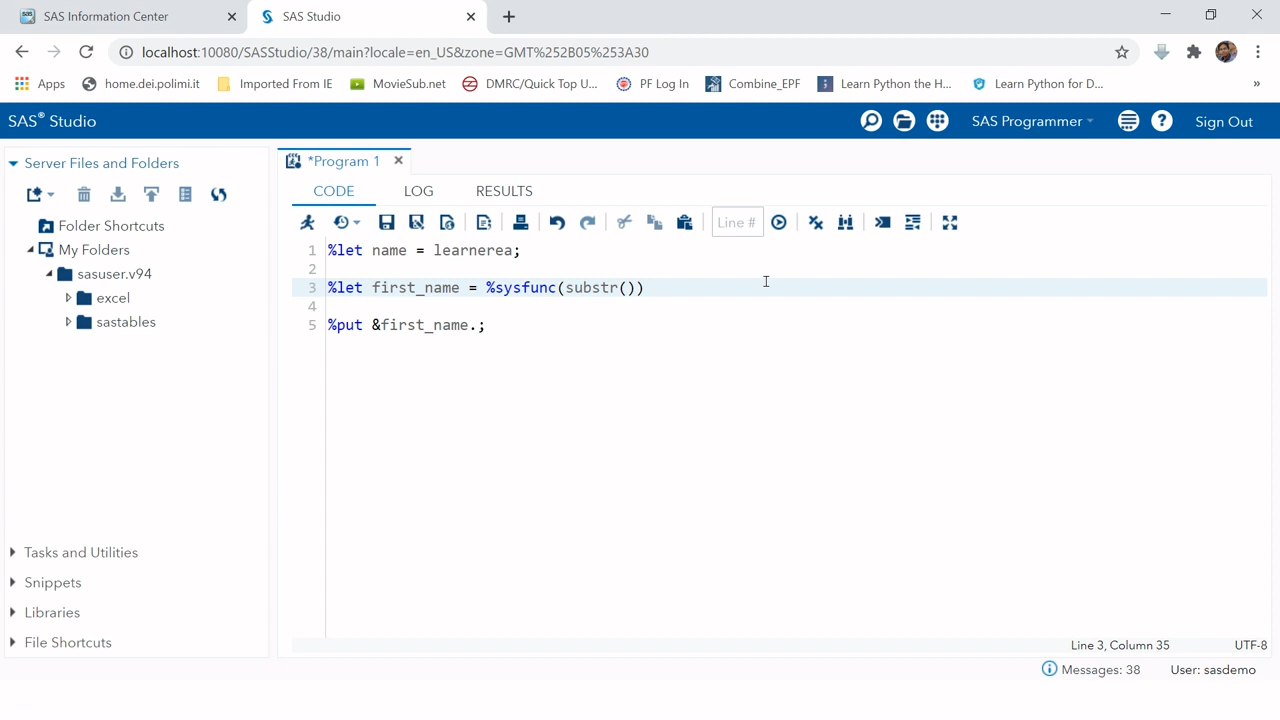 SAS Information Center
SAS Studio
localhost:10080/SASStudio/38/main?locale=en_US&zone=GMT%252B05%253A30
Apps
home.dei.polimi.it
Imported From IE
MovieSub.net
DMRC/Quick Top U...
PF Log In
Combine_EPF
Learn Python the H...
Learn Python for D...
»
SAS® Studio
SAS Programmer
Sign Out
Server Files and Folders
Folder Shortcuts
My Folders
sasuser.v94
excel
sastables
Tasks and Utilities
Snippets
Libraries
File Shortcuts
*Program 1
CODE LOG RESULTS
Line #
1 %let name = learnerea;
2
3 %let first_name = %sysfunc(substr())
4
5 %put &first_name.;
Line 3, Column 35
UTF-8
Messages: 38
User: sasdemo